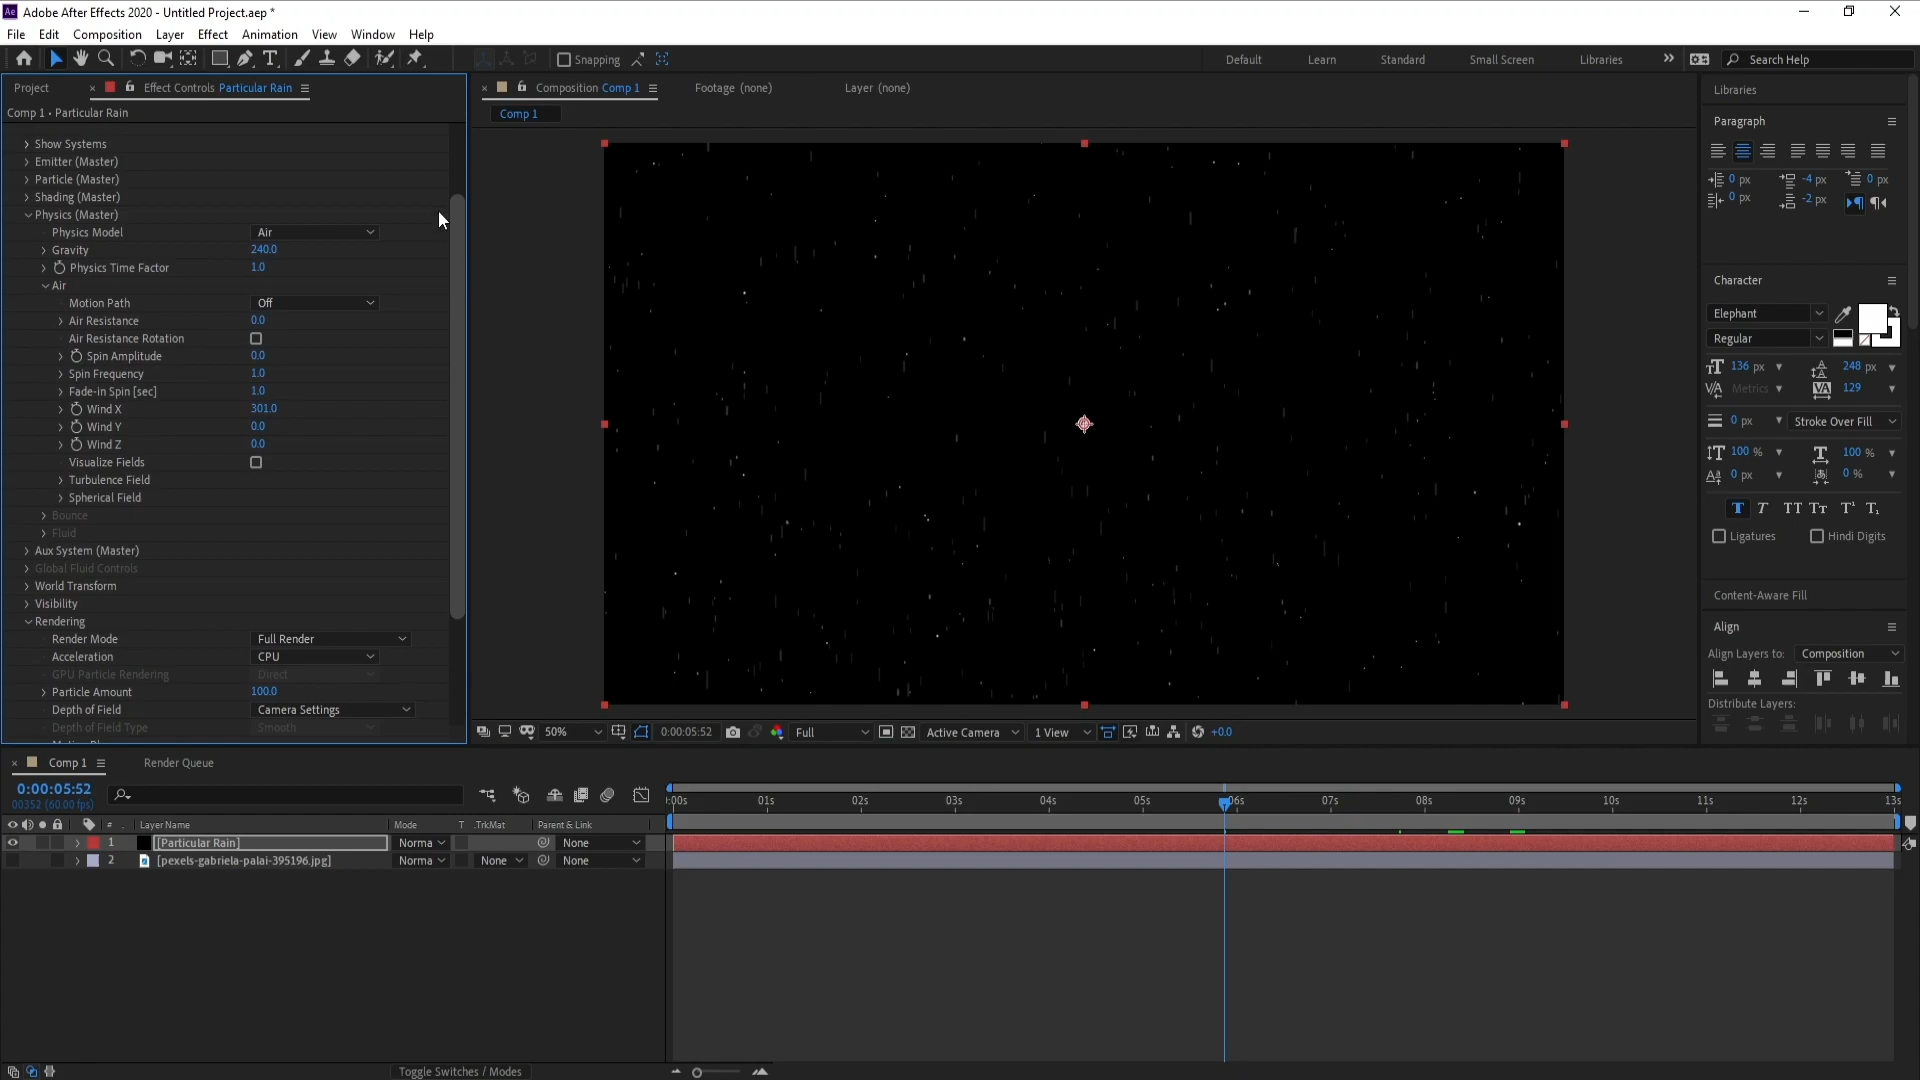 Adobe After Effects 2020 - Untitled Project.aep *
File Edit Composition Layer Effect Animation View Window Help
Snapping
Default Learn Standard Small Screen Libraries Search Help
Project Effect Controls Particular Rain
Comp 1 • Particular Rain
Show Systems
Emitter (Master)
Particle (Master)
Shading (Master)
Physics (Master)
Physics Model Air
Gravity 240.0
Physics Time Factor 1.0
Air
Motion Path Off
Air Resistance 0.0
Air Resistance Rotation
Spin Amplitude 0.0
Spin Frequency 1.0
Fade-in Spin [sec] 1.0
Wind X 301.0
Wind Y 0.0
Wind Z 0.0
Visualize Fields
Turbulence Field
Spherical Field
Bounce
Fluid
Aux System (Master)
Global Fluid Controls
World Transform
Visibility
Rendering
Render Mode Full Render
Acceleration CPU
GPU Particle Rendering Direct
Particle Amount 100.0
Depth of Field Camera Settings
Depth of Field Type Smooth
Composition Comp 1 Footage (none) Layer (none)
Comp 1
50% 0:00:05:52 Full Active Camera 1 View +0.0
Libraries
Paragraph
0 px -4 px 0 px
0 px -2 px
Character
Elephant
Regular
136 px 248 px
Metrics 129
0 px Stroke Over Fill
100 % 100 %
0 px 0 %
T T TT Tт T¹ T₁
Ligatures Hindi Digits
Content-Aware Fill
Align
Align Layers to: Composition
Distribute Layers:
Comp 1 Render Queue
0:00:05:52
00352 (60.00 fps)
:00s 01s 02s 03s 04s 05s 06s 07s 08s 09s 10s 11s 12s 13s
# Layer Name Mode T .TrkMat Parent & Link
1 [Particular Rain] Norma None
2 [pexels-gabriela-palai-395196.jpg] Norma None None
Toggle Switches / Modes